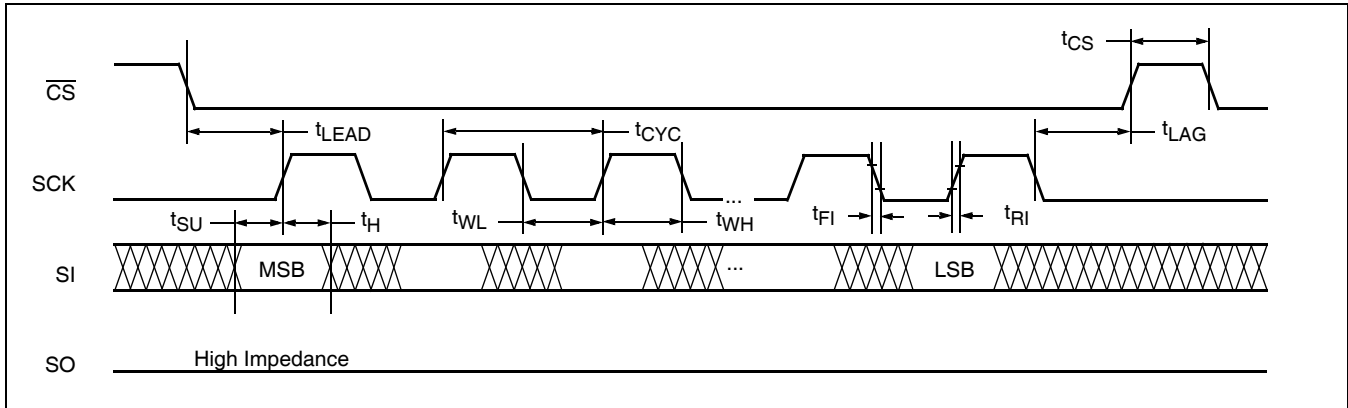 tCS
CS
tLEAD
tCYC
tLAG
SCK
...
tSU
tH
tWL
tWH
tFI
tRI
SI
MSB
...
LSB
SO
High Impedance